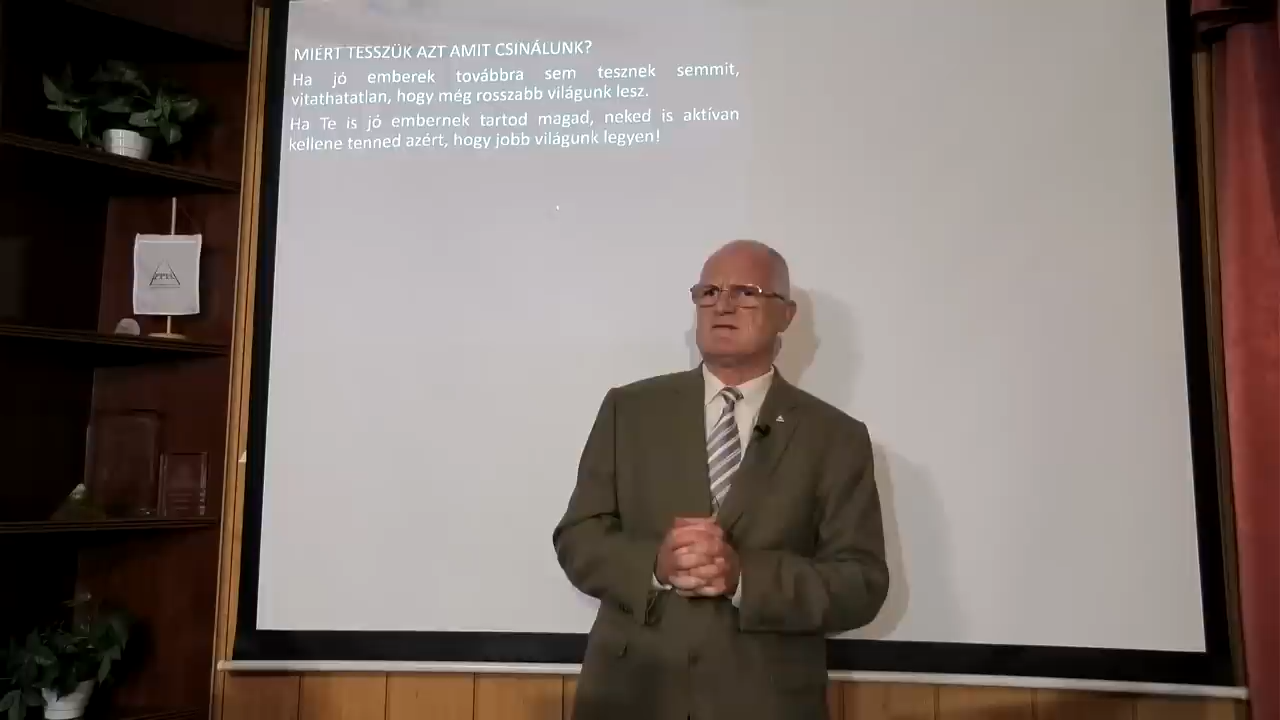 MIÉRT TESSZÜK AZT AMIT CSINÁLUNK?
Ha jó emberek továbbra sem tesznek semmit,
vitathatatlan, hogy még rosszabb világunk lesz.
Ha Te is jó embernek tartod magad, neked is aktívan
kellene tenned azért, hogy jobb világunk legyen!